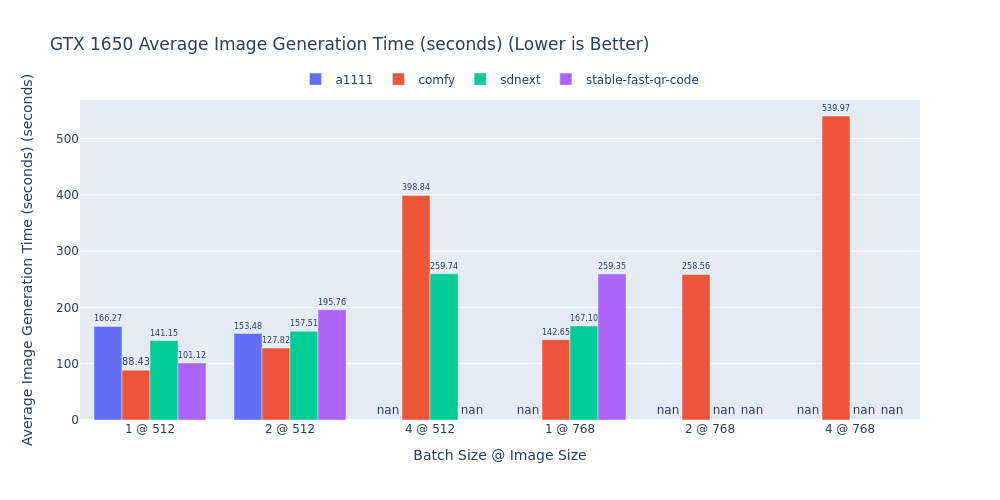 GTX 1650 Average Image Generation Time (seconds) (Lower is Better)
a1111 comfy sdnext stable-fast-qr-code
Average Image Generation Time (seconds) (seconds)
500
400
300
200
100
0
166.27 88.43 141.15 101.12
153.48 127.82 157.51 195.76
nan 398.84 259.74 nan
nan 142.65 167.10 259.35
nan 258.56 nan nan
nan 539.97 nan nan
1 @ 512 2 @ 512 4 @ 512 1 @ 768 2 @ 768 4 @ 768
Batch Size @ Image Size